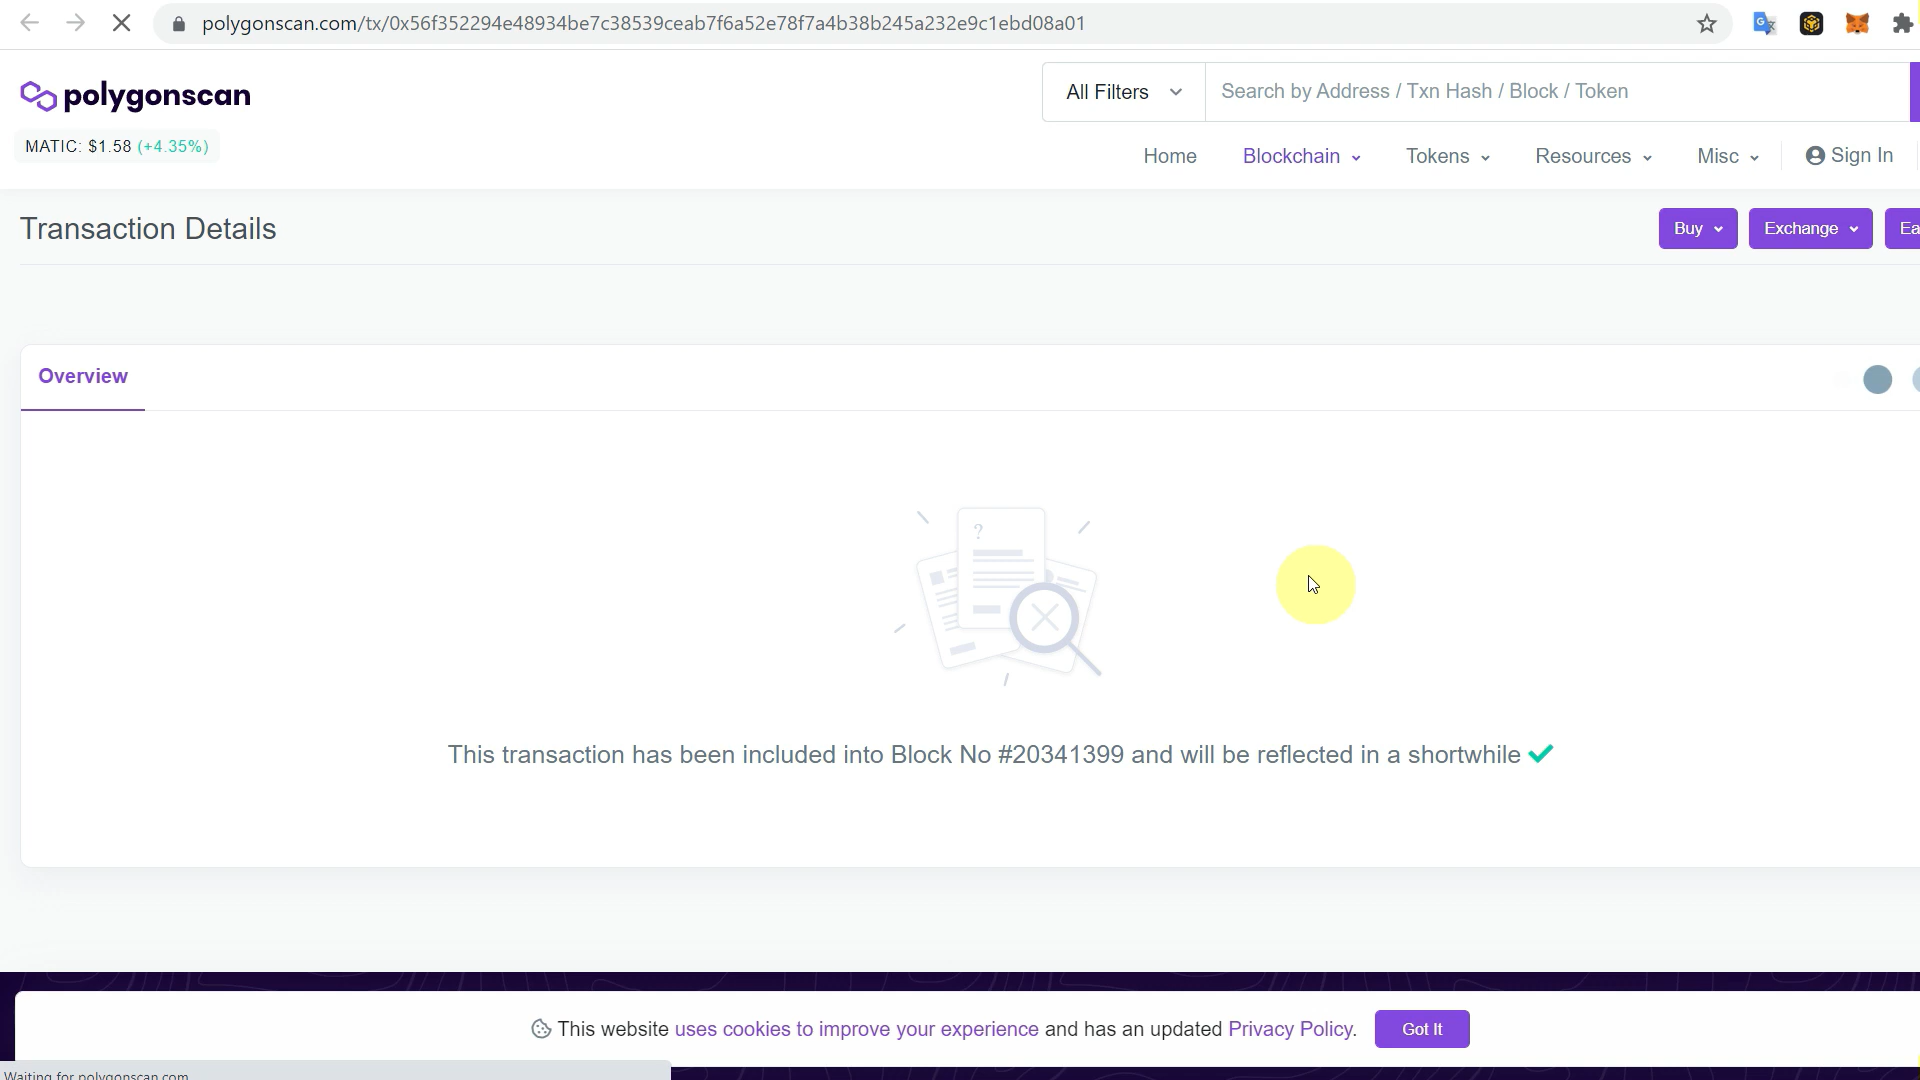 polygonscan.com/tx/0x56f352294e48934be7c38539ceab7f6a52e78f7a4b38b245a232e9c1ebd08a01
polygonscan
All Filters
Search by Address / Txn Hash / Block / Token
MATIC: $1.58 (+4.35%)
Home Blockchain Tokens Resources Misc Sign In
Transaction Details
Buy Exchange Ea
Overview
?
This transaction has been included into Block No #20341399 and will be reflected in a shortwhile
This website uses cookies to improve your experience and has an updated Privacy Policy. Got It
Waiting for polygonscan.com